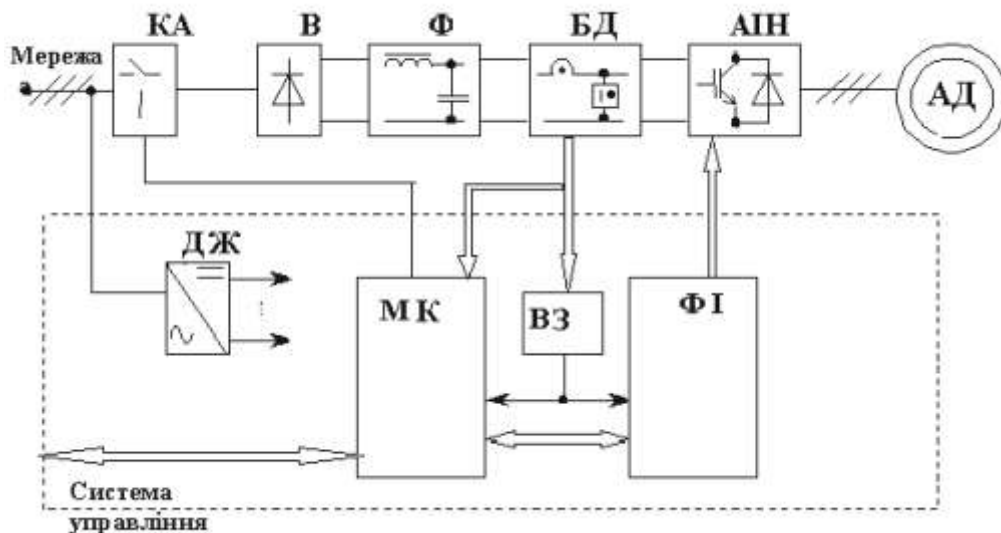 КА В Ф БД АІН
Мережа
АД
ДЖ
МК
ВЗ
ФІ
Система
управління